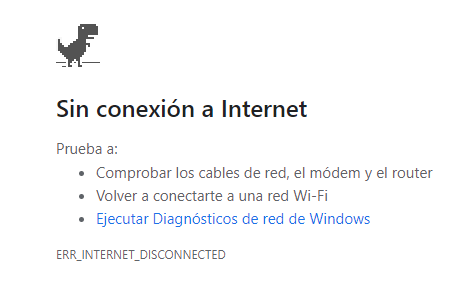 Sin conexión a Internet
Prueba a:
• Comprobar los cables de red, el módem y el router
• Volver a conectarte a una red Wi-Fi
• Ejecutar Diagnósticos de red de Windows
ERR_INTERNET_DISCONNECTED